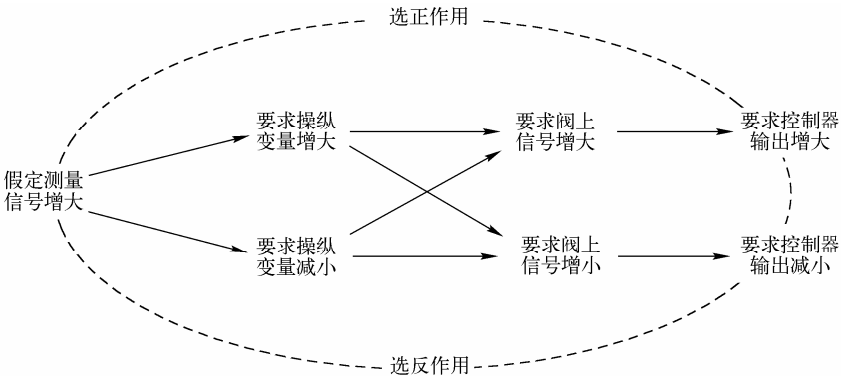 选正作用
要求操纵
变量增大
要求阀上
信号增大
要求控制器
输出增大
假定测量
信号增大
要求操纵
变量减小
要求阀上
信号增小
要求控制器
输出减小
选反作用